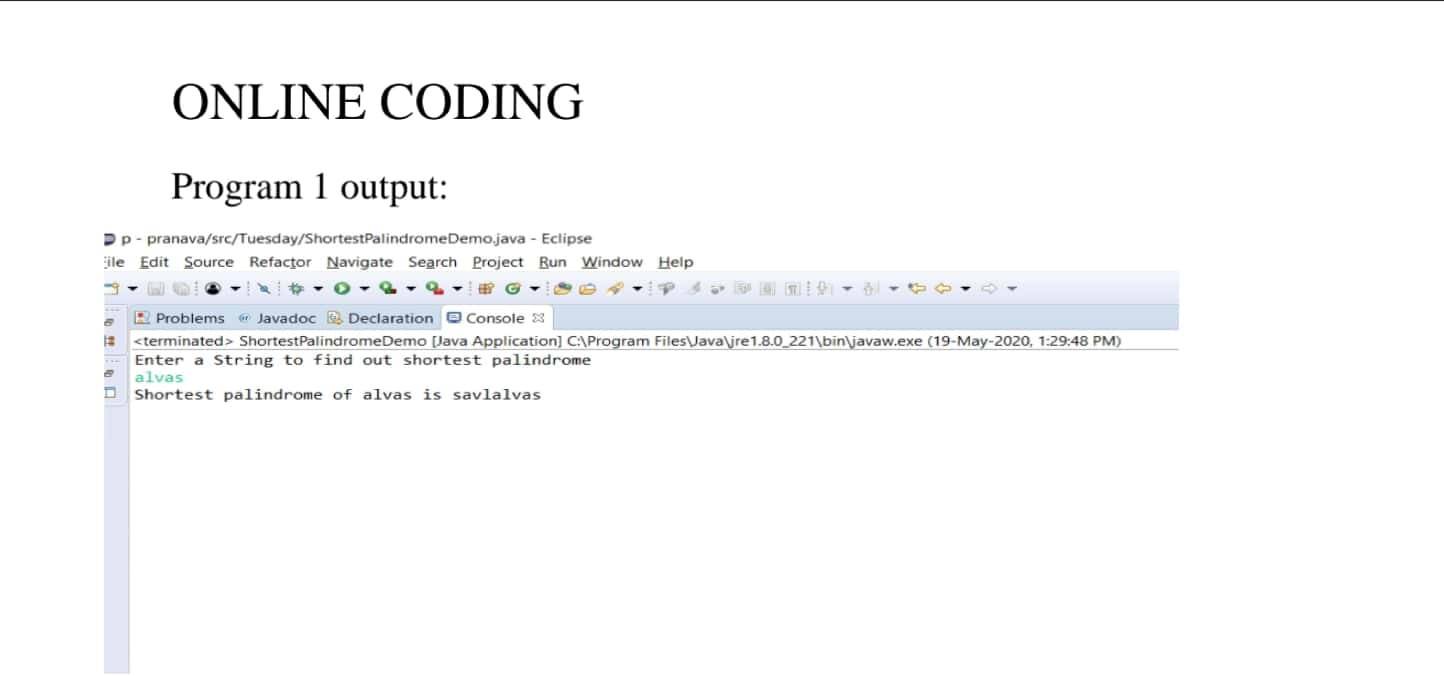 ONLINE CODING
Program 1 output:
p - pranava/src/Tuesday/ShortestPalindromeDemo.java - Eclipse
File Edit Source Refactor Navigate Search Project Run Window Help
Problems @ Javadoc Declaration Console
<terminated> ShortestPalindromeDemo [Java Application] C:\Program Files\Java\jre1.8.0_221\bin\javaw.exe (19-May-2020, 1:29:48 PM)
Enter a String to find out shortest palindrome
alvas
Shortest palindrome of alvas is savlalvas